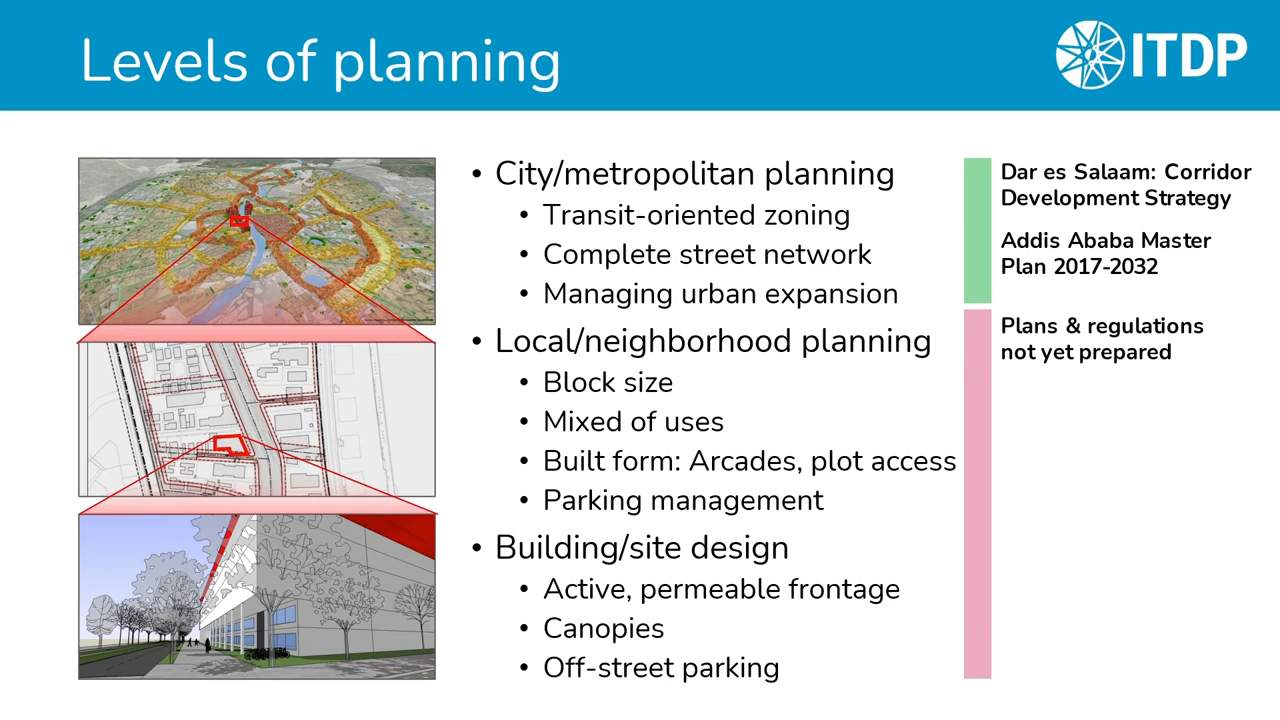 Levels of planning
ITDP
• City/metropolitan planning
• Transit-oriented zoning
• Complete street network
• Managing urban expansion
• Local/neighborhood planning
• Block size
• Mixed of uses
• Built form: Arcades, plot access
• Parking management
• Building/site design
• Active, permeable frontage
• Canopies
• Off-street parking
Dar es Salaam: Corridor
Development Strategy
Addis Ababa Master
Plan 2017-2032
Plans & regulations
not yet prepared